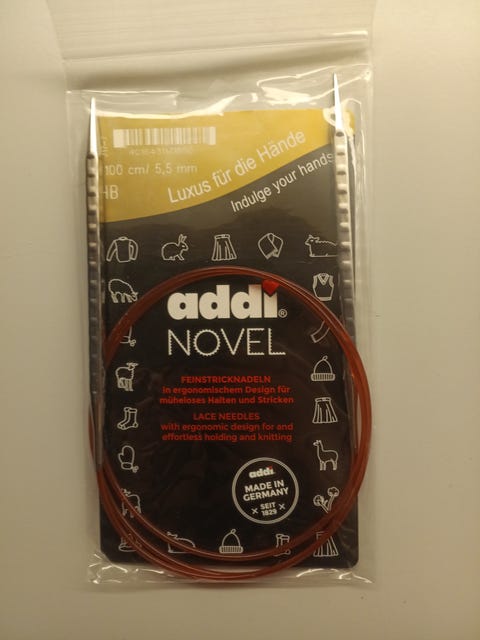 100 cm/ 5,5 mm
HB
Luxus für die Hände
Indulge your hands
addi®
NOVEL
FEINSTRICKNADELN
in ergonomischem Design für
müheloses Halten und Stricken
LACE NEEDLES
with ergonomic design for and
effortless holding and knitting
addi
MADE IN
GERMANY
SEIT
1829